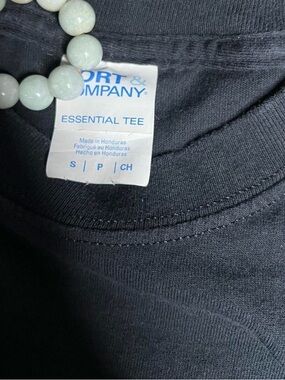 ORT &
OMPANY
ESSENTIAL TEE
Made in Honduras
Fabriqué au Honduras
Hecho en Honduras
S | P | CH